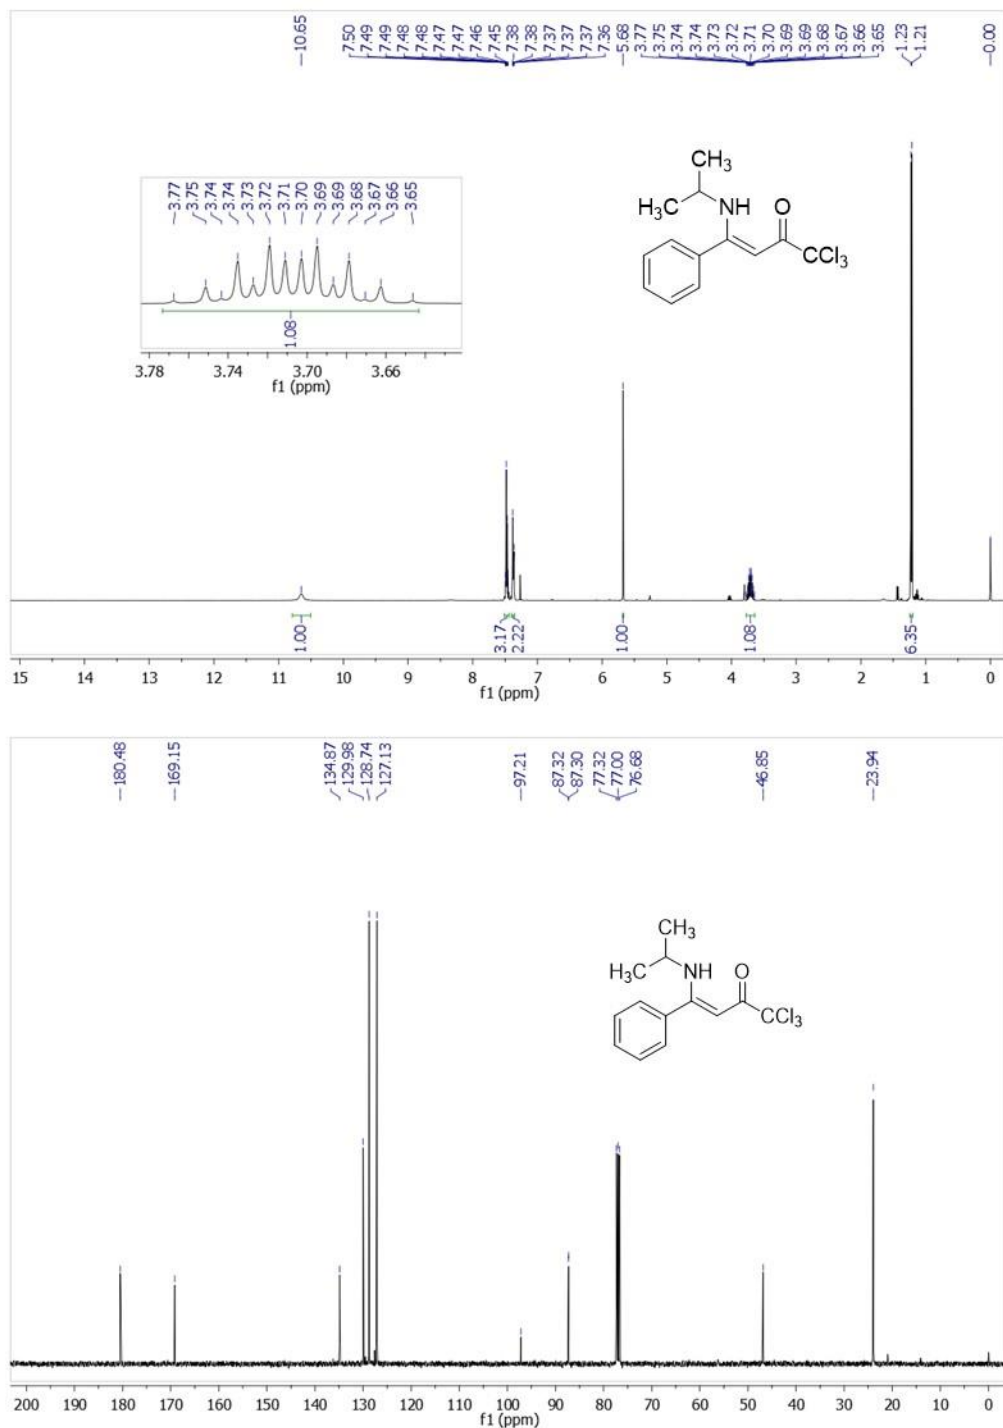 10.65 7.50 7.49 7.49 7.48 7.48 7.47 7.47 7.46 7.45 7.38 7.38 7.37 7.37 7.37 7.36 5.68 3.77 3.75 3.74 3.74 3.73 3.72 3.71 3.70 3.69 3.69 3.68 3.67 3.66 3.65 1.23 1.21 0.00
3.77 3.75 3.74 3.74 3.73 3.72 3.71 3.70 3.69 3.69 3.68 3.67 3.66 3.65
1.08
3.78 3.74 3.70 3.66
f1 (ppm)
CH3
H3C NH O
CCl3
1.00 3.17 2.22 1.00 1.08 6.35
15 14 13 12 11 10 9 8 7 6 5 4 3 2 1 0
f1 (ppm)
180.48 169.15 134.87 129.98 128.74 127.13 97.21 87.32 87.30 77.32 77.00 76.68 46.85 23.94
CH3
H3C NH O
CCl3
200 190 180 170 160 150 140 130 120 110 100 90 80 70 60 50 40 30 20 10 0
f1 (ppm)